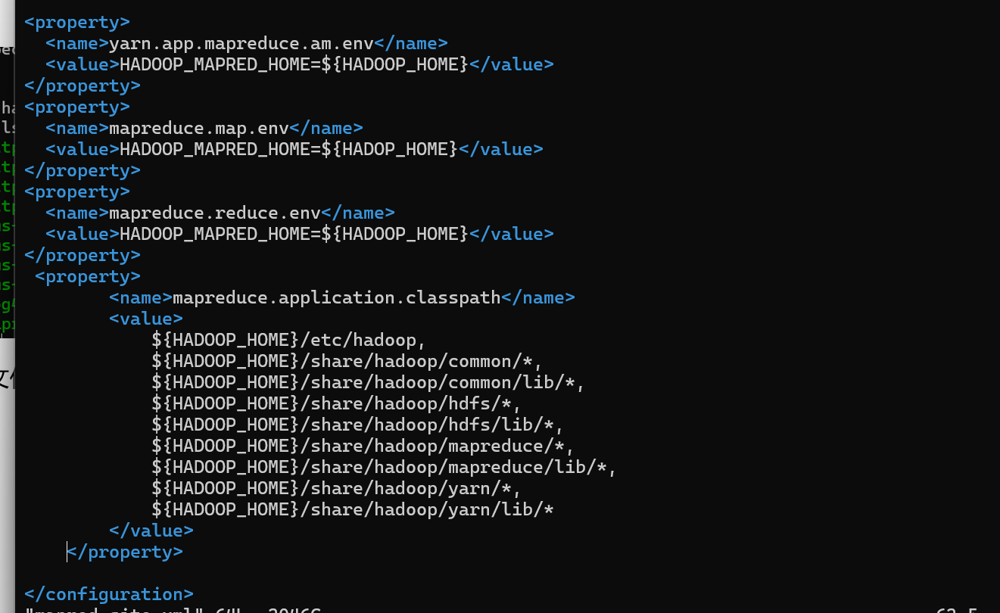 <property>
<name>yarn.app.mapreduce.am.env</name>
<value>HADOOP_MAPRED_HOME=${HADOOP_HOME}</value>
</property>
<property>
<name>mapreduce.map.env</name>
<value>HADOOP_MAPRED_HOME=${HADOP_HOME}</value>
</property>
<property>
<name>mapreduce.reduce.env</name>
<value>HADOOP_MAPRED_HOME=${HADOOP_HOME}</value>
</property>
<property>
<name>mapreduce.application.classpath</name>
<value>
${HADOOP_HOME}/etc/hadoop,
${HADOOP_HOME}/share/hadoop/common/*,
${HADOOP_HOME}/share/hadoop/common/lib/*,
${HADOOP_HOME}/share/hadoop/hdfs/*,
${HADOOP_HOME}/share/hadoop/hdfs/lib/*,
${HADOOP_HOME}/share/hadoop/mapreduce/*,
${HADOOP_HOME}/share/hadoop/mapreduce/lib/*,
${HADOOP_HOME}/share/hadoop/yarn/*,
${HADOOP_HOME}/share/hadoop/yarn/lib/*
</value>
</property>
</configuration>